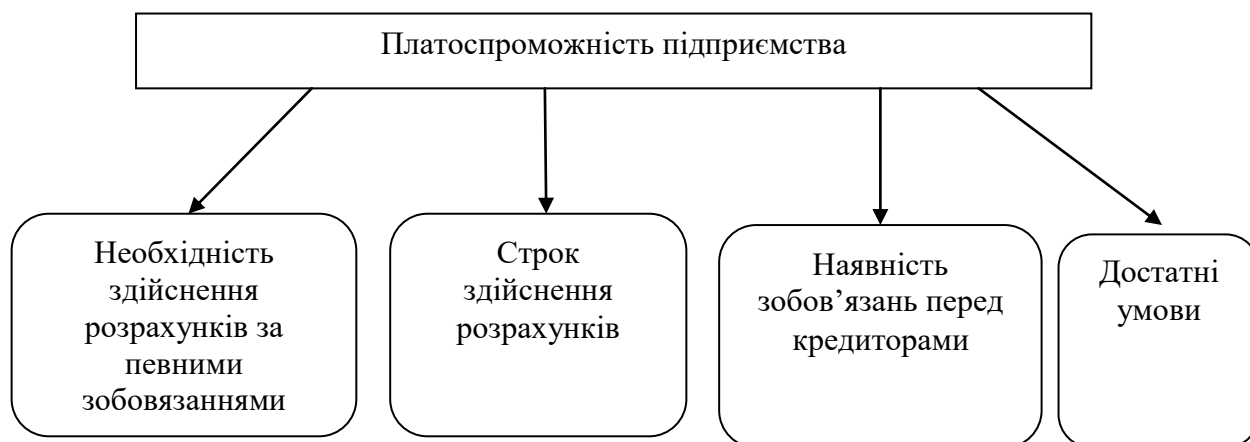 Платоспроможність підприємства
Необхідність
здійснення
розрахунків за
певними
зобовязаннями
Строк
здійснення
розрахунків
Наявність
зобов’язань перед
кредиторами
Достатні
умови